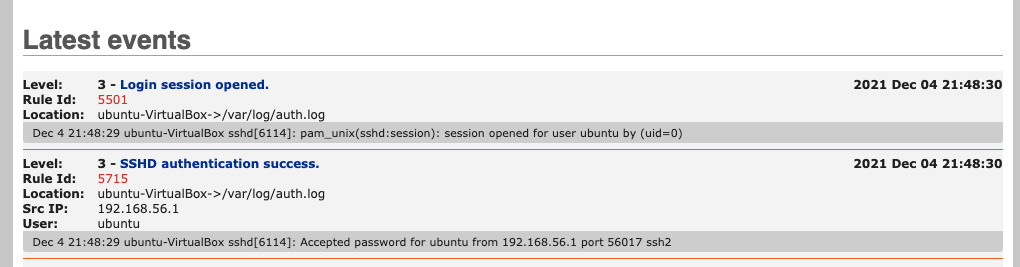 Latest events
Level: 3 - Login session opened. 2021 Dec 04 21:48:30
Rule Id: 5501
Location: ubuntu-VirtualBox->/var/log/auth.log
Dec 4 21:48:29 ubuntu-VirtualBox sshd[6114]: pam_unix(sshd:session): session opened for user ubuntu by (uid=0)
Level: 3 - SSHD authentication success. 2021 Dec 04 21:48:30
Rule Id: 5715
Location: ubuntu-VirtualBox->/var/log/auth.log
Src IP: 192.168.56.1
User: ubuntu
Dec 4 21:48:29 ubuntu-VirtualBox sshd[6114]: Accepted password for ubuntu from 192.168.56.1 port 56017 ssh2